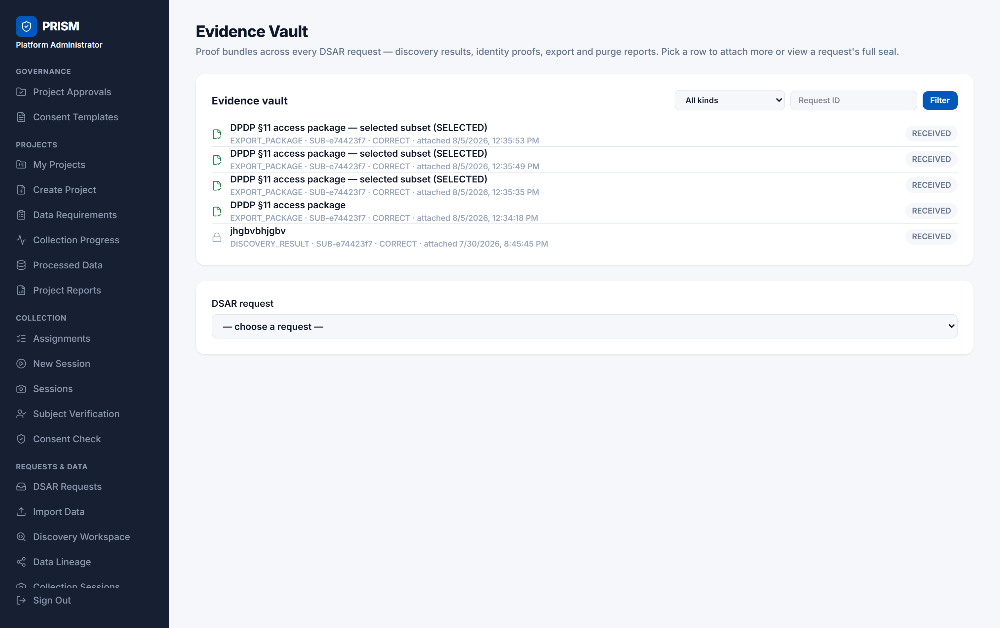 PRISM
Platform Administrator
GOVERNANCE
Project Approvals
Consent Templates
PROJECTS
My Projects
Create Project
Data Requirements
Collection Progress
Processed Data
Project Reports
COLLECTION
Assignments
New Session
Sessions
Subject Verification
Consent Check
REQUESTS & DATA
DSAR Requests
Import Data
Discovery Workspace
Data Lineage
Collection Sessions
Sign Out
Evidence Vault
Proof bundles across every DSAR request — discovery results, identity proofs, export and purge reports. Pick a row to attach more or view a request's full seal.
Evidence vault
All kinds
Request ID
Filter
DPDP §11 access package — selected subset (SELECTED)
EXPORT_PACKAGE · SUB-e74423f7 · CORRECT · attached 8/5/2026, 12:35:53 PM
RECEIVED
DPDP §11 access package — selected subset (SELECTED)
EXPORT_PACKAGE · SUB-e74423f7 · CORRECT · attached 8/5/2026, 12:35:49 PM
RECEIVED
DPDP §11 access package — selected subset (SELECTED)
EXPORT_PACKAGE · SUB-e74423f7 · CORRECT · attached 8/5/2026, 12:35:35 PM
RECEIVED
DPDP §11 access package
EXPORT_PACKAGE · SUB-e74423f7 · CORRECT · attached 8/5/2026, 12:34:18 PM
RECEIVED
jhgbvbhjgbv
DISCOVERY_RESULT · SUB-e74423f7 · CORRECT · attached 7/30/2026, 8:45:45 PM
RECEIVED
DSAR request
— choose a request —